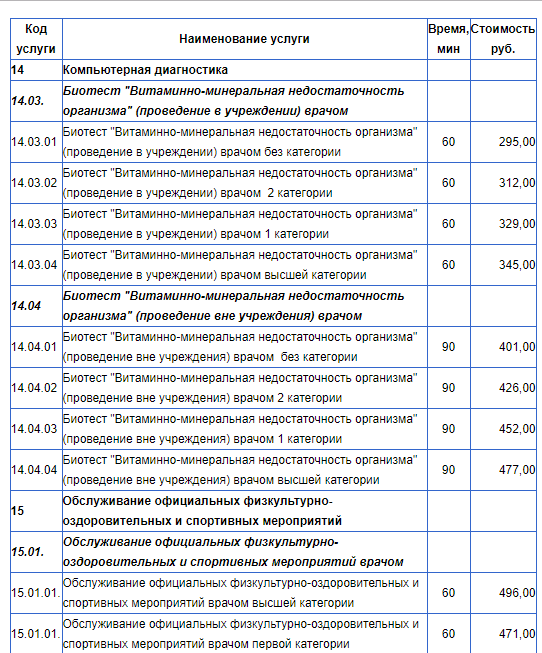 Код услуги Наименование услуги Время, мин Стоимость руб.
14 Компьютерная диагностика
14.03. Биотест "Витаминно-минеральная недостаточность
организма" (проведение в учреждении) врачом
14.03.01 Биотест "Витаминно-минеральная недостаточность организма"
(проведение в учреждении) врачом без категории 60 295,00
14.03.02 Биотест "Витаминно-минеральная недостаточность организма"
(проведение в учреждении) врачом 2 категории 60 312,00
14.03.03 Биотест "Витаминно-минеральная недостаточность организма"
(проведение в учреждении) врачом 1 категории 60 329,00
14.03.04 Биотест "Витаминно-минеральная недостаточность организма"
(проведение в учреждении) врачом высшей категории 60 345,00
14.04 Биотест "Витаминно-минеральная недостаточность
организма" (проведение вне учреждения) врачом
14.04.01 Биотест "Витаминно-минеральная недостаточность организма"
(проведение вне учреждения) врачом без категории 90 401,00
14.04.02 Биотест "Витаминно-минеральная недостаточность организма"
(проведение вне учреждения) врачом 2 категории 90 426,00
14.04.03 Биотест "Витаминно-минеральная недостаточность организма"
(проведение вне учреждения) врачом 1 категории 90 452,00
14.04.04 Биотест "Витаминно-минеральная недостаточность организма"
(проведение вне учреждения) врачом высшей категории 90 477,00
15 Обслуживание официальных физкультурно-
оздоровительных и спортивных мероприятий
15.01. Обслуживание официальных физкультурно-
оздоровительных и спортивных мероприятий врачом
15.01.01. Обслуживание официальных физкультурно-оздоровительных и
спортивных мероприятий врачом высшей категории 60 496,00
15.01.01. Обслуживание официальных физкультурно-оздоровительных и
спортивных мероприятий врачом первой категории 60 471,00